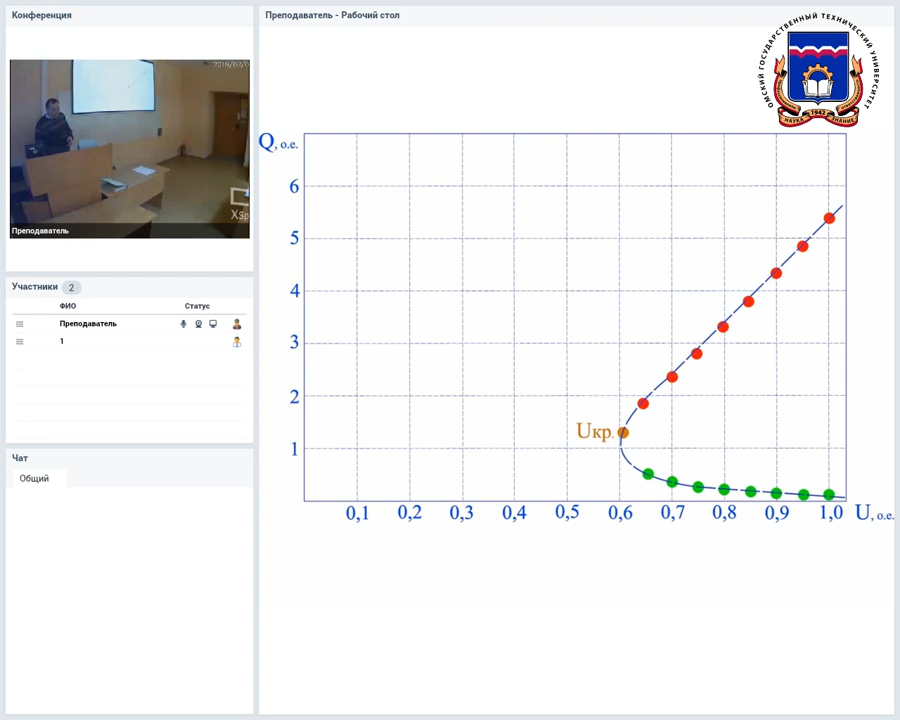 Конференция
Преподаватель
Участники 2
ФИО Статус
Преподаватель
1
Чат
Общий
Преподаватель - Рабочий стол
ОМСКИЙ ГОСУДАРСТВЕННЫЙ ТЕХНИЧЕСКИЙ УНИВЕРСИТЕТ
НАУКА 1942 ЗНАНИЕ
Q, о.е.
6
5
4
3
2
Uкр.
1
0,1 0,2 0,3 0,4 0,5 0,6 0,7 0,8 0,9 1,0 U, о.е.